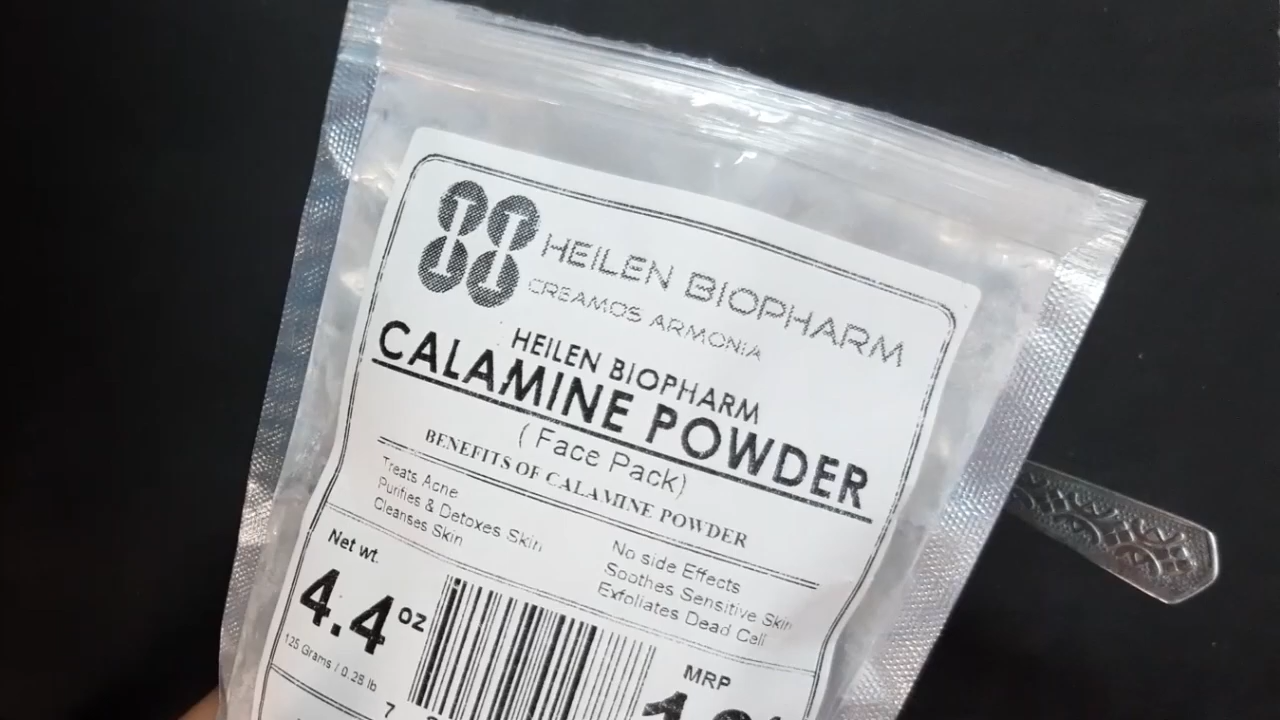 HEILEN BIOPHARM
CREAMOS ARMONIA
HEILEN BIOPHARM
CALAMINE POWDER
( Face Pack)
BENEFITS OF CALAMINE POWDER
Treats Acne
Purifies & Detoxes Skin
Cleanses Skin
No side Effects
Soothes Sensitive Skin
Exfoliates Dead Cell
Net wt.
4.4 oz
125 Grams / 0.28 lb
MRP
7